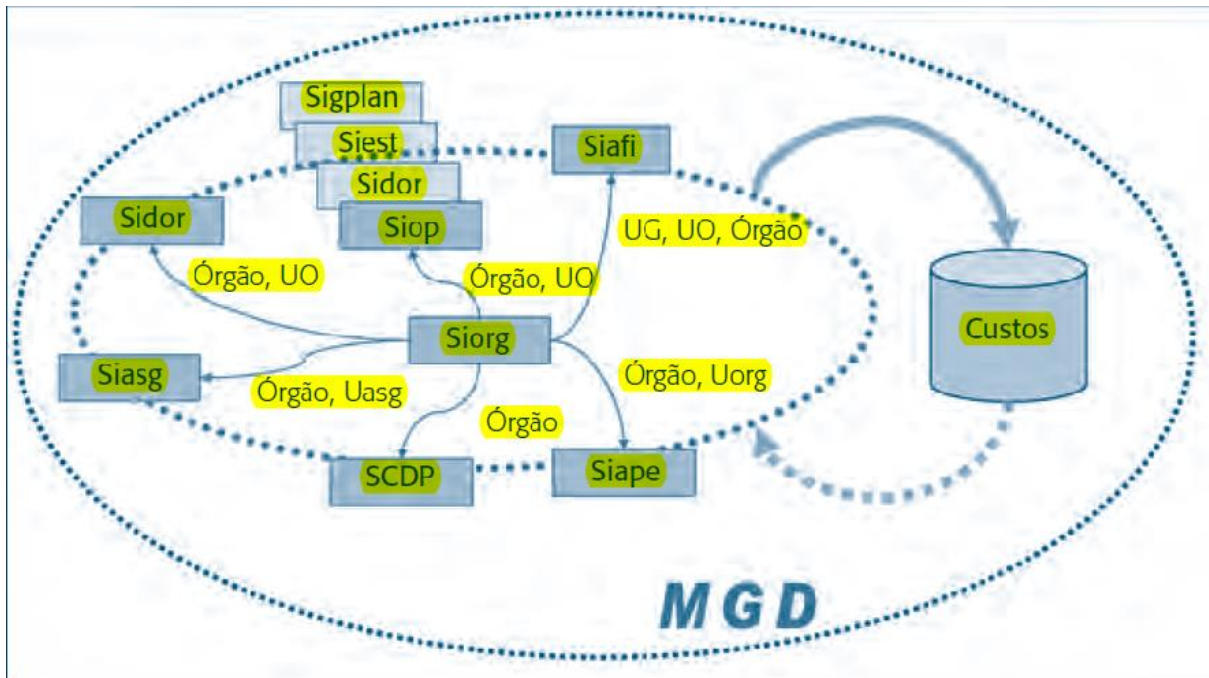 Sigplan
Siest
Siafi
Sidor
Sidor
Siop
UG, UO, Órgão
Órgão, UO
Órgão, UO
Siorg
Custos
Siasg
Órgão, Uasg
Órgão, Uorg
Órgão
SCDP
Siape
MGD